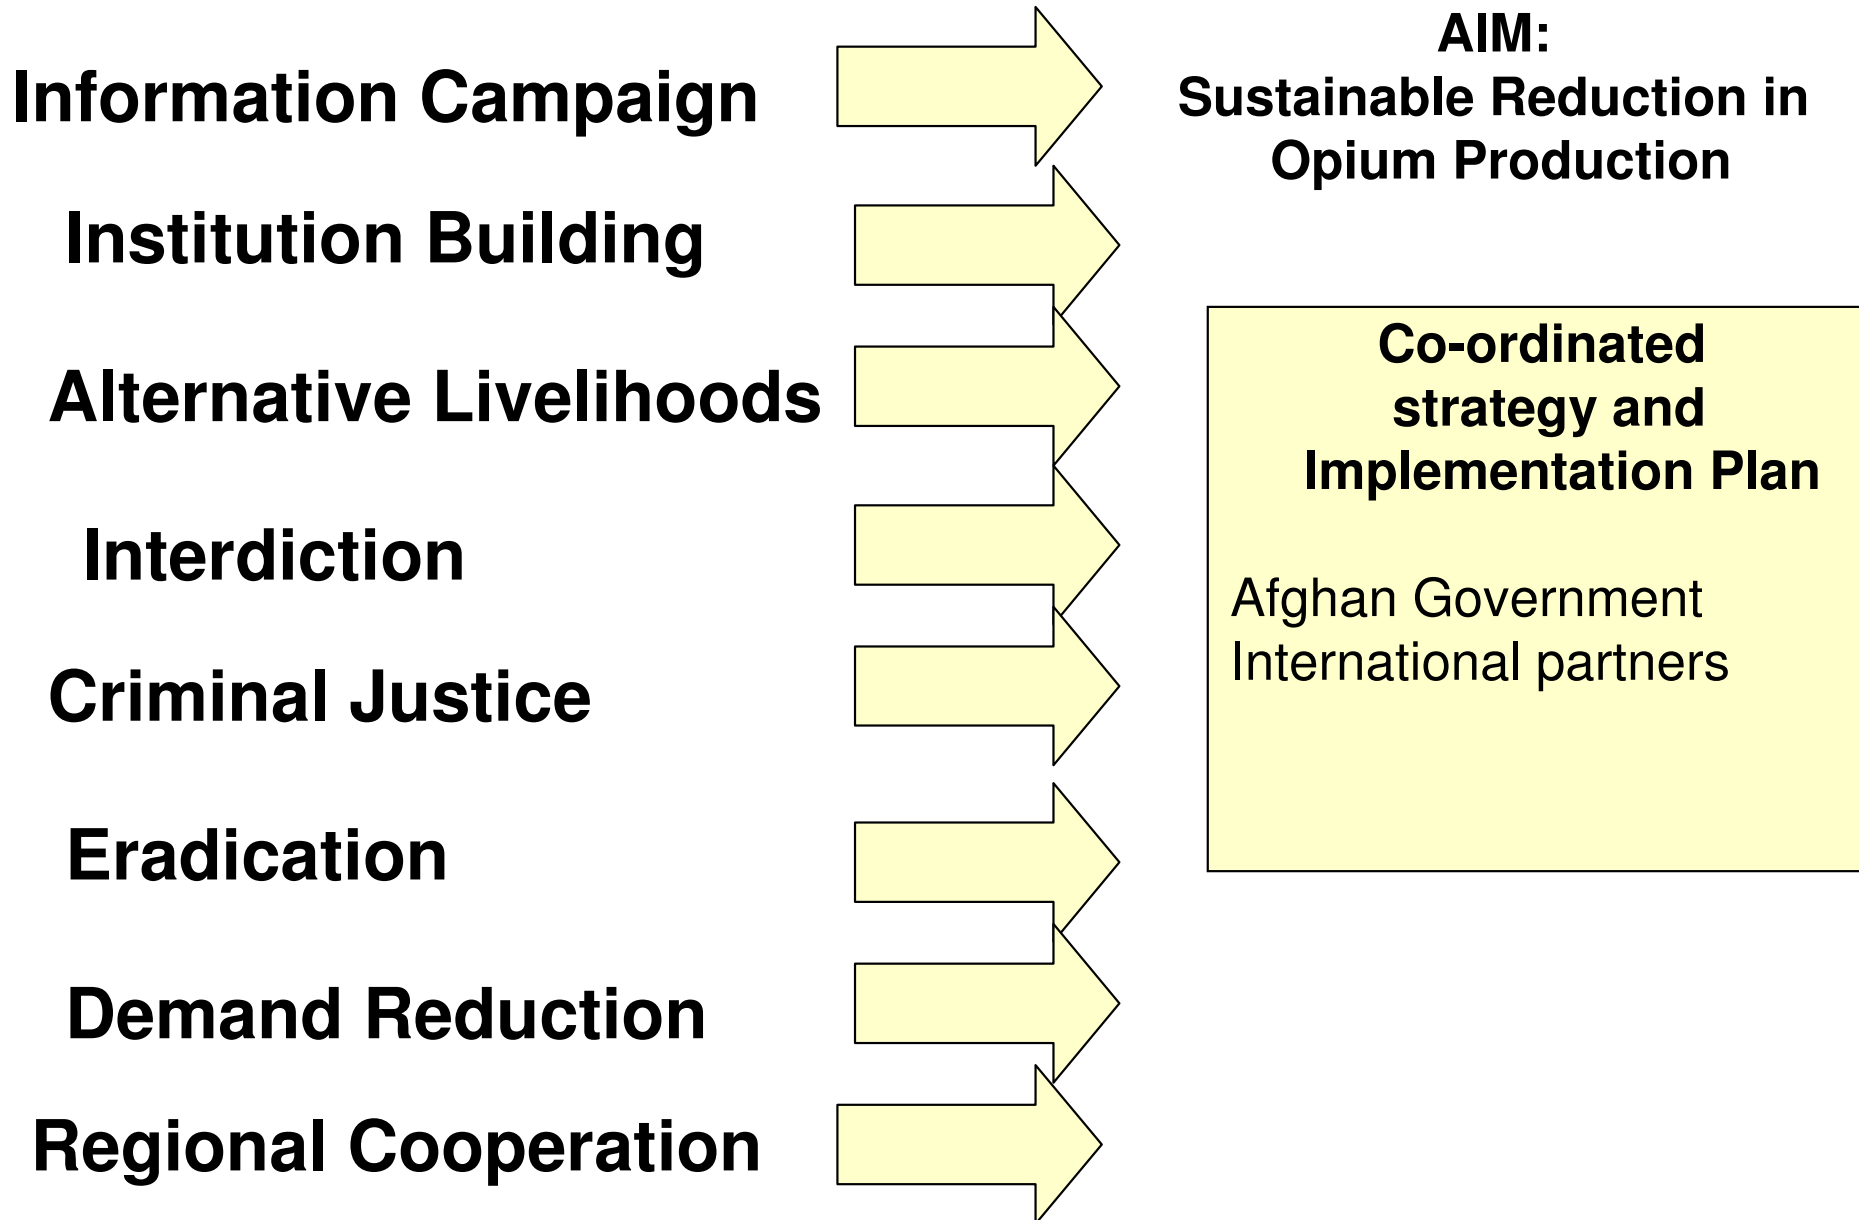 Information Campaign
Institution Building
Alternative Livelihoods
Interdiction
Criminal Justice
Eradication
Demand Reduction
Regional Cooperation
AIM:
Sustainable Reduction in
Opium Production
Co-ordinated
strategy and
Implementation Plan
Afghan Government
International partners